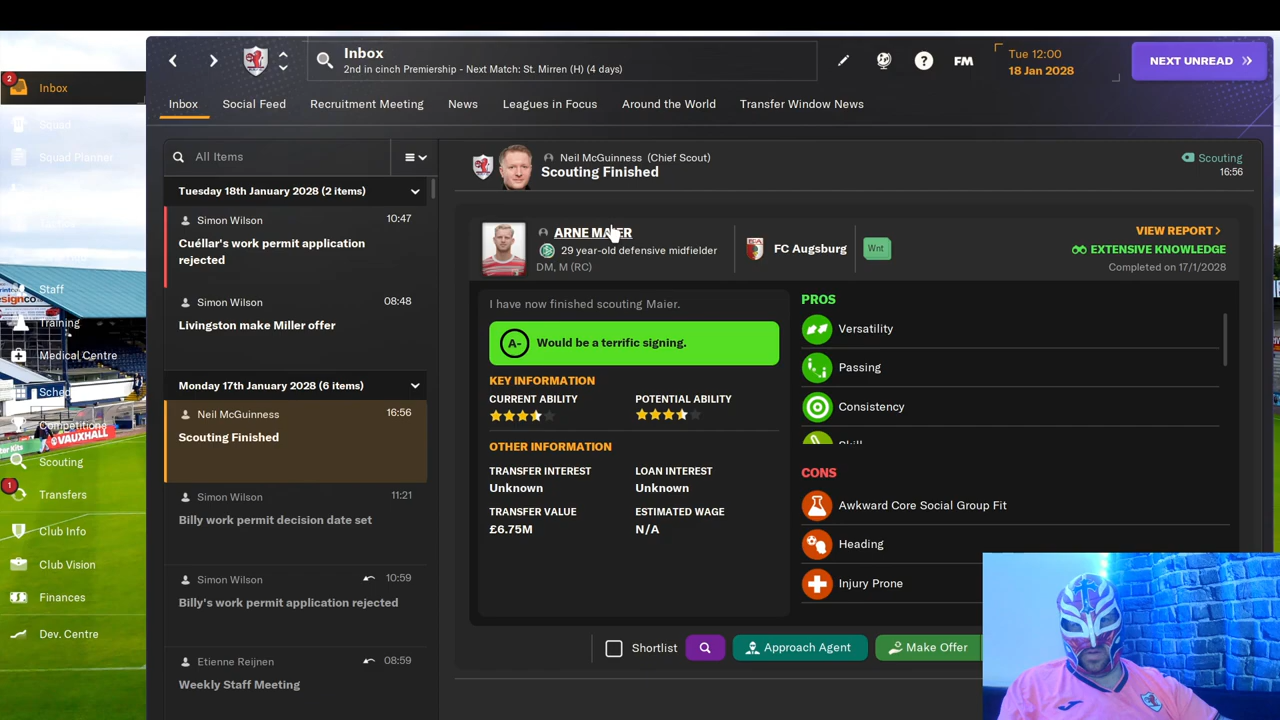 Inbox
2nd in cinch Premiership - Next Match: St. Mirren (H) (4 days)
FM
Tue 12:00
18 Jan 2028
NEXT UNREAD
2
Inbox
Squad
Squad Planner
Staff
Training
Medical Centre
Sched
Competitions
VAUXHALL
Scouting
1
Transfers
Club Info
Club Vision
Finances
Dev. Centre
Inbox
Social Feed
Recruitment Meeting
News
Leagues in Focus
Around the World
Transfer Window News
All Items
Tuesday 18th January 2028 (2 items)
Simon Wilson
10:47
Cuéllar's work permit application
rejected
Simon Wilson
08:48
Livingston make Miller offer
Monday 17th January 2028 (6 items)
Neil McGuinness
16:56
Scouting Finished
Simon Wilson
11:21
Billy work permit decision date set
Simon Wilson
10:59
Billy's work permit application rejected
Etienne Reijnen
08:59
Weekly Staff Meeting
Neil McGuinness (Chief Scout)
Scouting Finished
Scouting
16:56
ARNE MAIER
29 year-old defensive midfielder
DM, M (RC)
FC Augsburg
Wnt
VIEW REPORT >
EXTENSIVE KNOWLEDGE
Completed on 17/1/2028
I have now finished scouting Maier.
A-
Would be a terrific signing.
KEY INFORMATION
CURRENT ABILITY
POTENTIAL ABILITY
OTHER INFORMATION
TRANSFER INTEREST
LOAN INTEREST
Unknown
Unknown
TRANSFER VALUE
ESTIMATED WAGE
£6.75M
N/A
PROS
Versatility
Passing
Consistency
Skill
CONS
Awkward Core Social Group Fit
Heading
Injury Prone
Shortlist
Approach Agent
Make Offer